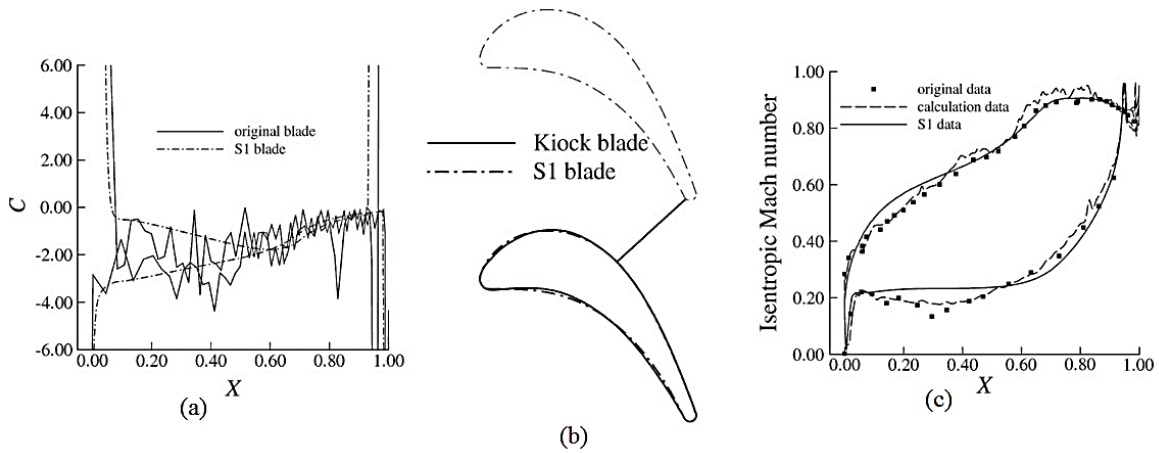 6.00
4.00
2.00
0.00
-2.00
-4.00
-6.00
C
original blade
S1 blade
0.00 0.20 0.40 0.60 0.80 1.00
X
(a)
Kiock blade
S1 blade
(b)
1.00
0.80
0.60
0.40
0.20
0.00
Isentropic Mach number
original data
calculation data
S1 data
0.00 0.20 0.40 0.60 0.80 1.00
X
(c)